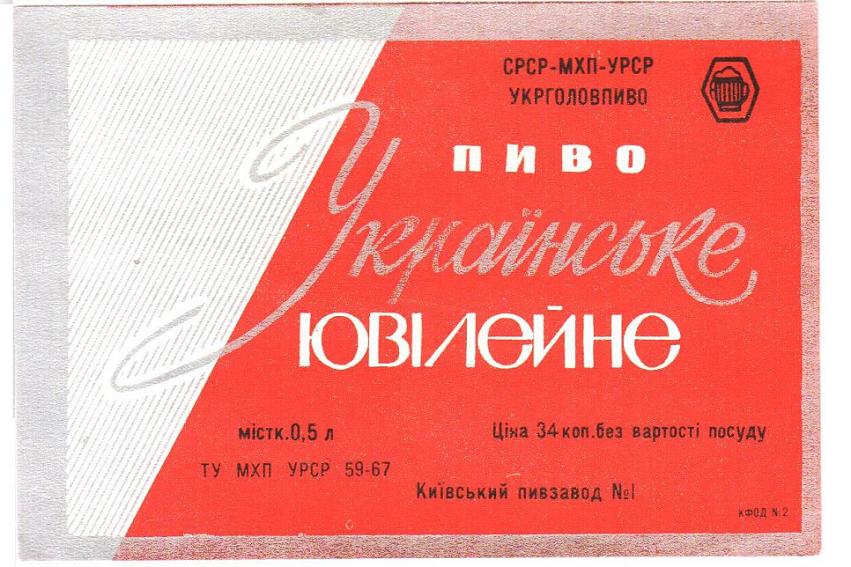 СРСР-МХП-УРСР
УКРГОЛОВПИВО
ПИВО
Українське
ЮВІЛЕЙНЕ
містк. 0,5 л
Ціна 34 коп. без вартості посуду
ТУ МХП УРСР 59-67
Київський пивзавод №1
КФОД №2